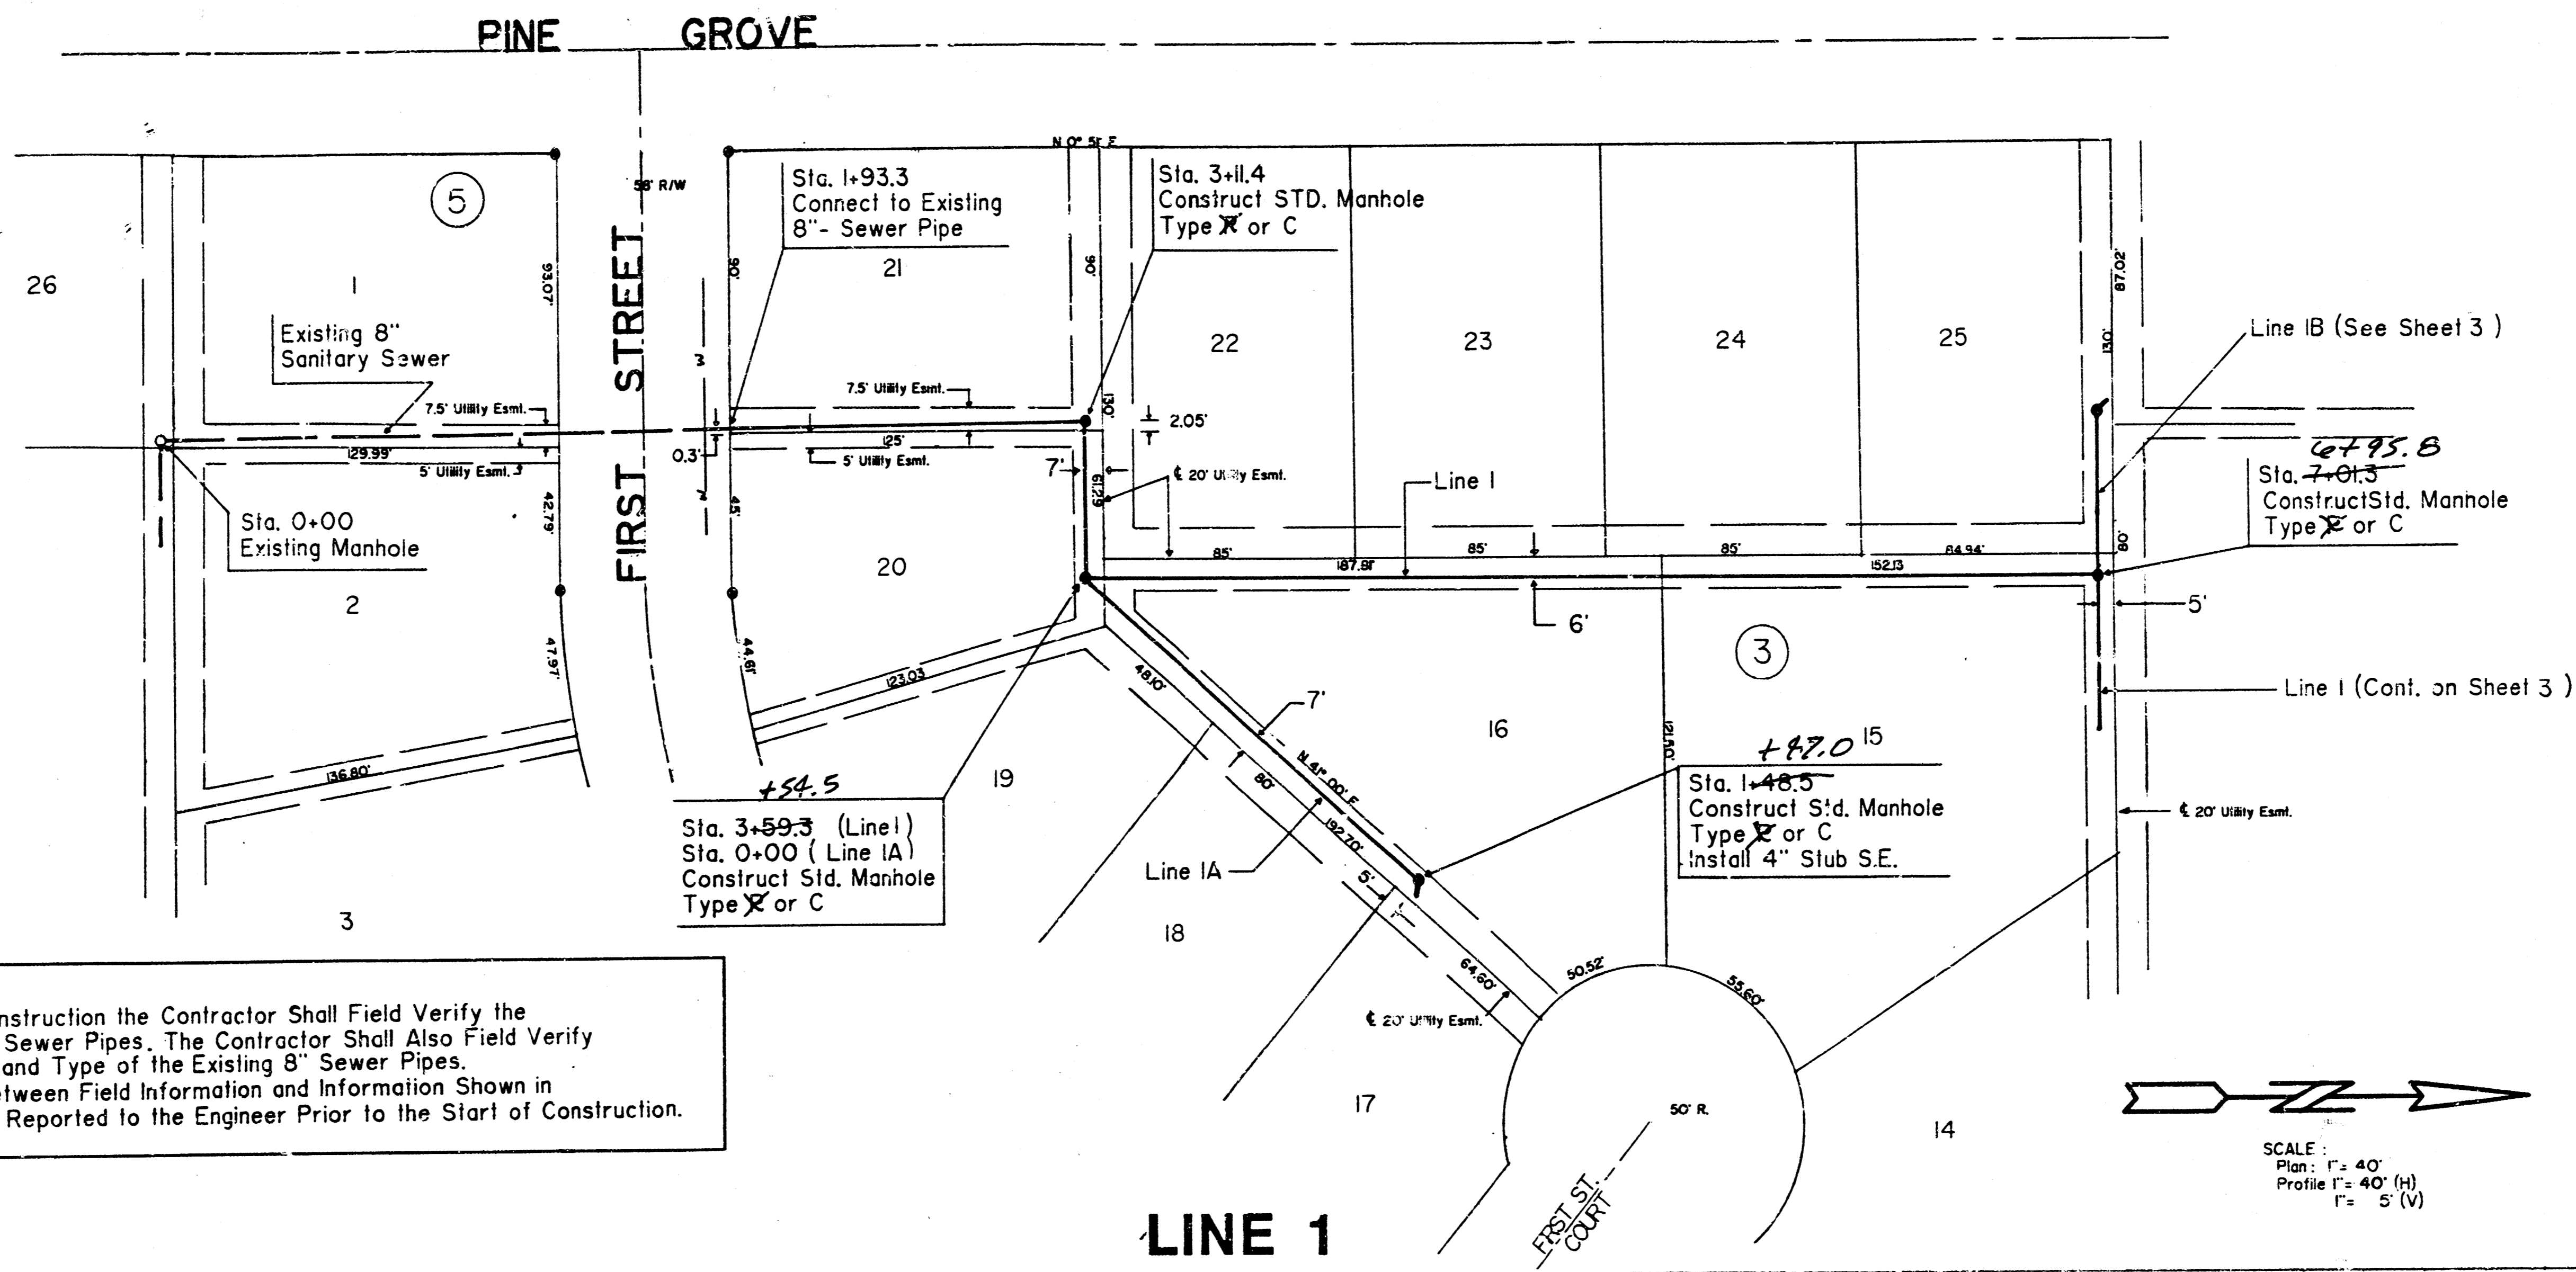 PINE GROVE
N 0° 51' E
5
58' R/W
Sta. 1+93.3
Connect to Existing
8"- Sewer Pipe
Sta. 3+11.4
Construct STD. Manhole
Type R or C
26
1
93.07'
FIRST STREET
90'
21
90'
22
23
24
25
87.02'
130'
Line 1B (See Sheet 3 )
Existing 8"
Sanitary Sewer
7.5' Utility Esmt.
7.5' Utility Esmt.
130'
2.05'
129.99'
5' Utility Esmt.
0.3'
125'
5' Utility Esmt.
7'
61.29
℄ 20' Utility Esmt.
Line 1
6+95.8
Sta. 7+01.3
Construct Std. Manhole
Type R or C
Sta. 0+00
Existing Manhole
42.79'
45'
85'
85'
85'
84.94'
80'
187.81'
152.13
2
20
6'
5'
47.97'
44.61'
123.03
48.10'
3
7'
Line 1 (Cont. on Sheet 3 )
136.80'
19
80'
N 41° 00' E
16
121.50'
+47.0
15
Sta. 1+48.5
Construct Std. Manhole
Type R or C
Install 4" Stub S.E.
℄ 20' Utility Esmt.
+54.5
Sta. 3+59.3 (Line 1)
Sta. 0+00 ( Line 1A)
Construct Std. Manhole
Type R or C
192.70'
Line 1A
5'
3
18
64.60'
50.52'
55.60'
℄ 20' Utility Esmt.
nstruction the Contractor Shall Field Verify the
Sewer Pipes. The Contractor Shall Also Field Verify
and Type of the Existing 8" Sewer Pipes.
etween Field Information and Information Shown in
Reported to the Engineer Prior to the Start of Construction.
17
50' R.
14
FIRST ST.
COURT
N
SCALE :
Plan : 1"= 40'
Profile 1"= 40' (H)
1"= 5' (V)
LINE 1